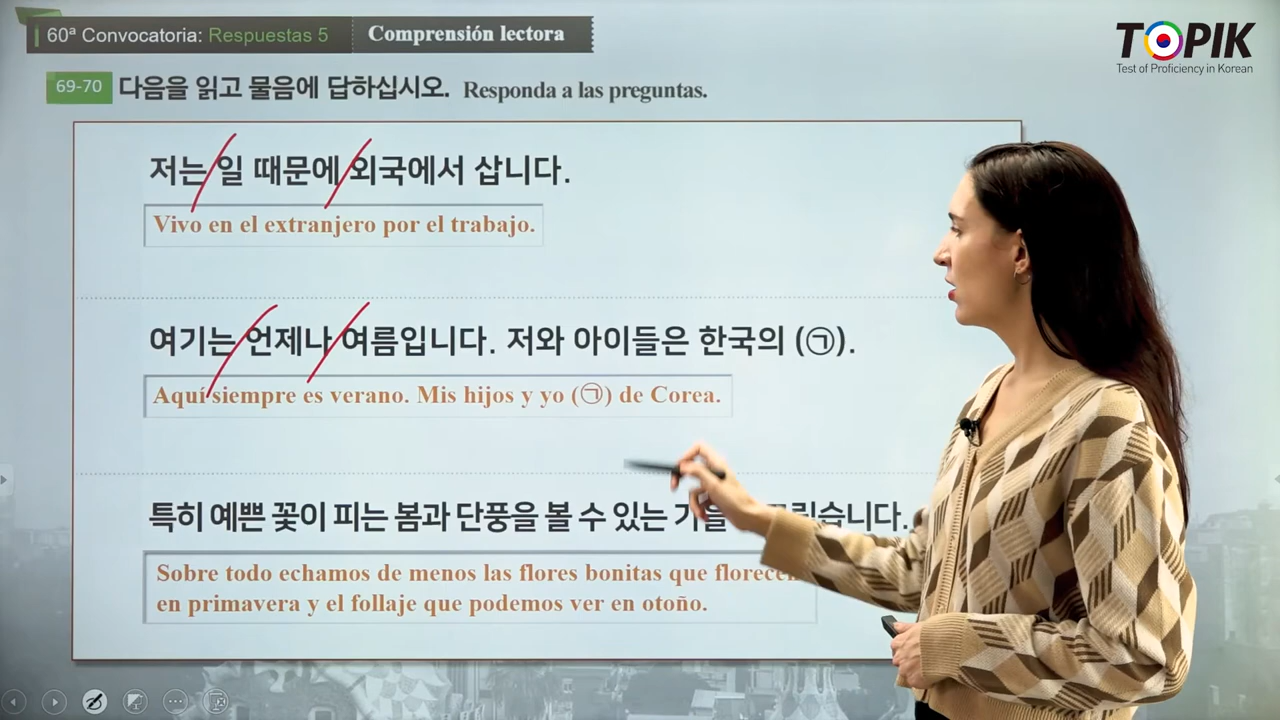 60ª Convocatoria: Respuestas 5
Comprensión lectora
TOPIK
Test of Proficiency in Korean
69-70 다음을 읽고 물음에 답하십시오. Responda a las preguntas.
저는 일 때문에 외국에서 삽니다.
Vivo en el extranjero por el trabajo.
여기는 언제나 여름입니다. 저와 아이들은 한국의 (㉠).
Aquí siempre es verano. Mis hijos y yo (㉠) de Corea.
특히 예쁜 꽃이 피는 봄과 단풍을 볼 수 있는
Sobre todo echamos de menos las flores bonitas que
en primavera y el follaje que podemos ver en otoño.